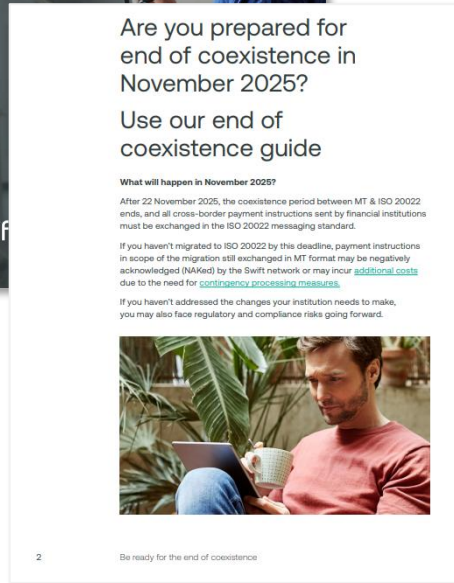 Are you prepared for
end of coexistence in
November 2025?
Use our end of
coexistence guide
What will happen in November 2025?
After 22 November 2025, the coexistence period between MT & ISO 20022
ends, and all cross-border payment instructions sent by financial institutions
must be exchanged in the ISO 20022 messaging standard.
If you haven't migrated to ISO 20022 by this deadline, payment instructions
in scope of the migration still exchanged in MT format may be negatively
acknowledged (NAKed) by the Swift network or may incur additional costs
due to the need for contingency processing measures.
If you haven't addressed the changes your institution needs to make,
you may also face regulatory and compliance risks going forward.
2
Be ready for the end of coexistence